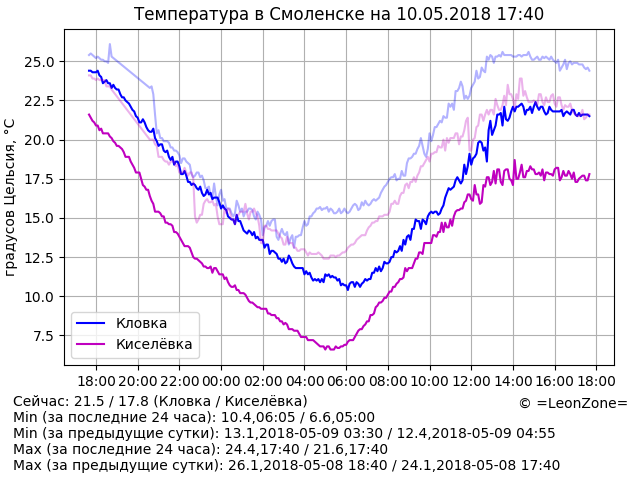 Температура в Смоленске на 10.05.2018 17:40
градусов Цельсия, °C
25.0
22.5
20.0
17.5
15.0
12.5
10.0
7.5
Кловка
Киселёвка
18:00 20:00 22:00 00:00 02:00 04:00 06:00 08:00 10:00 12:00 14:00 16:00 18:00
Сейчас: 21.5 / 17.8 (Кловка / Киселёвка)
© =LeonZone=
Min (за последние 24 часа): 10.4,06:05 / 6.6,05:00
Min (за предыдущие сутки): 13.1,2018-05-09 03:30 / 12.4,2018-05-09 04:55
Max (за последние 24 часа): 24.4,17:40 / 21.6,17:40
Max (за предыдущие сутки): 26.1,2018-05-08 18:40 / 24.1,2018-05-08 17:40